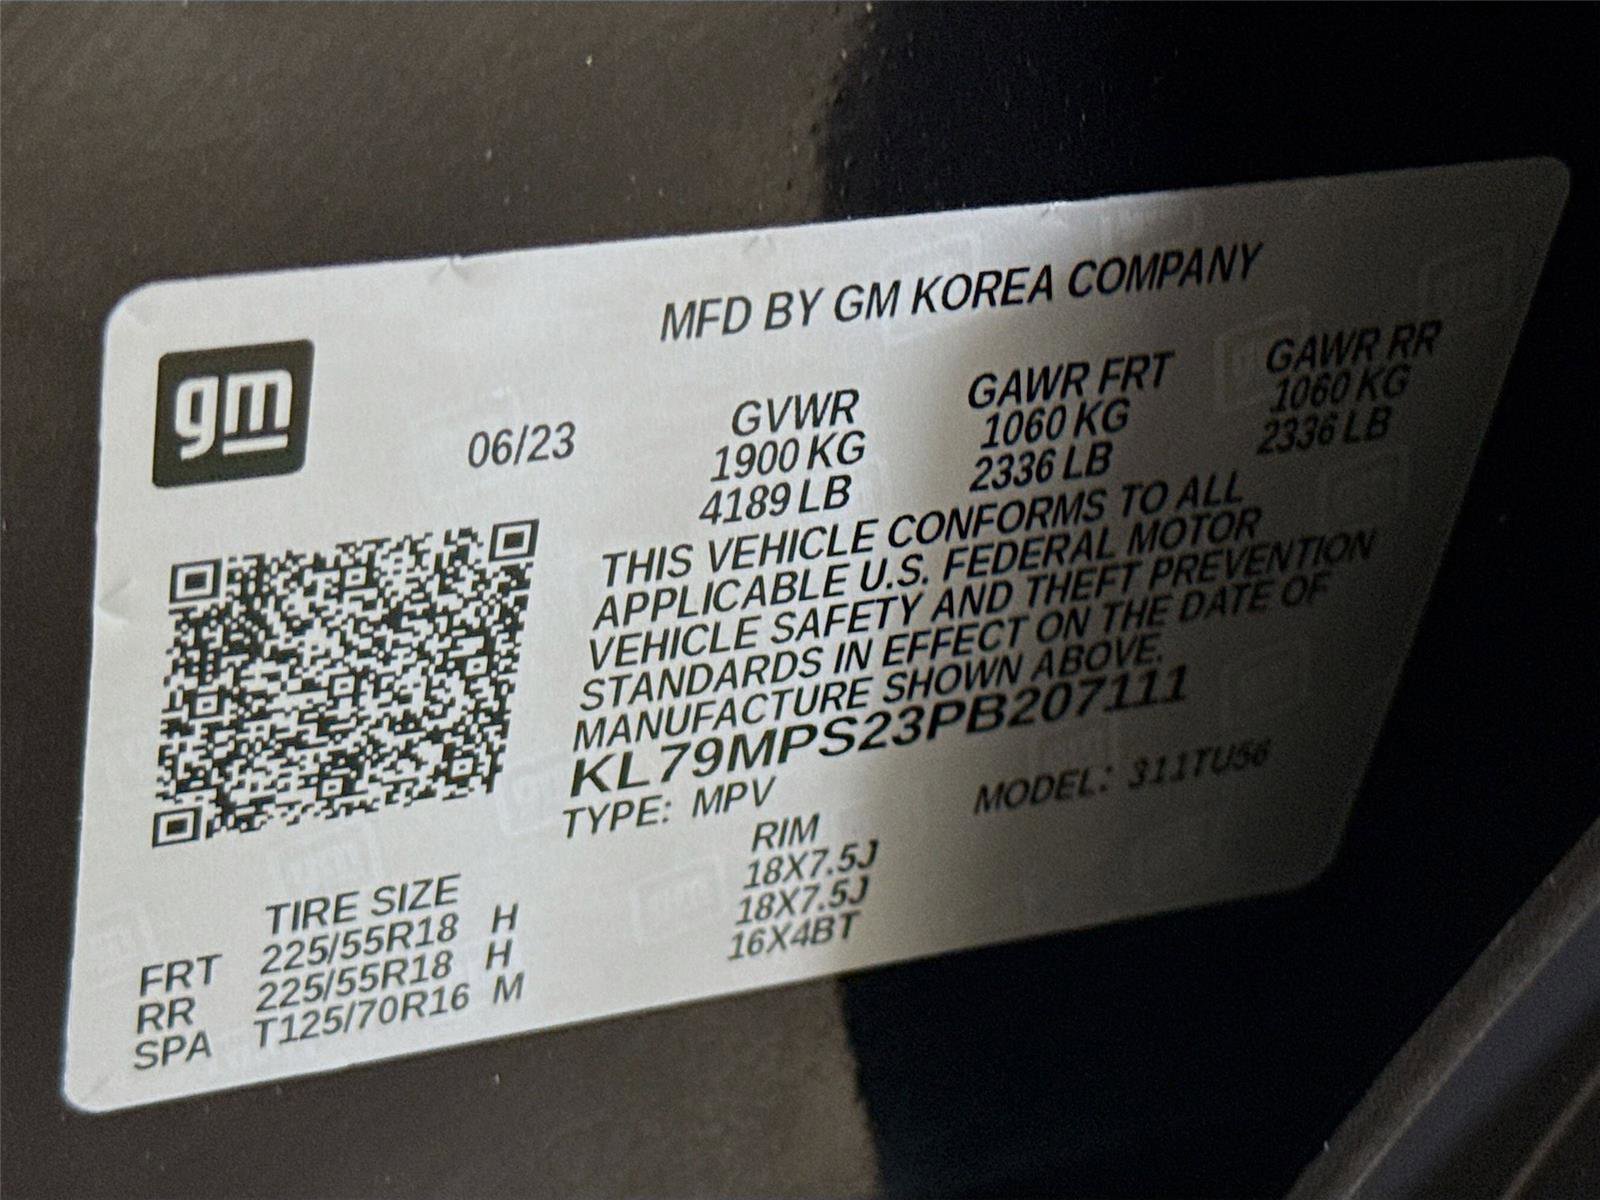 MFD BY GM KOREA COMPANY
gm
06/23
GVWR
1900 KG
4189 LB
GAWR FRT
1060 KG
2336 LB
GAWR RR
1060 KG
2336 LB
THIS VEHICLE CONFORMS TO ALL
APPLICABLE U.S. FEDERAL MOTOR
VEHICLE SAFETY AND THEFT PREVENTION
STANDARDS IN EFFECT ON THE DATE OF
MANUFACTURE SHOWN ABOVE.
KL79MPS23PB207111
TYPE: MPV MODEL: 311TU56
TIRE SIZE RIM
FRT 225/55R18 H 18X7.5J
RR 225/55R18 H 18X7.5J
SPA T125/70R16 M 16X4BT